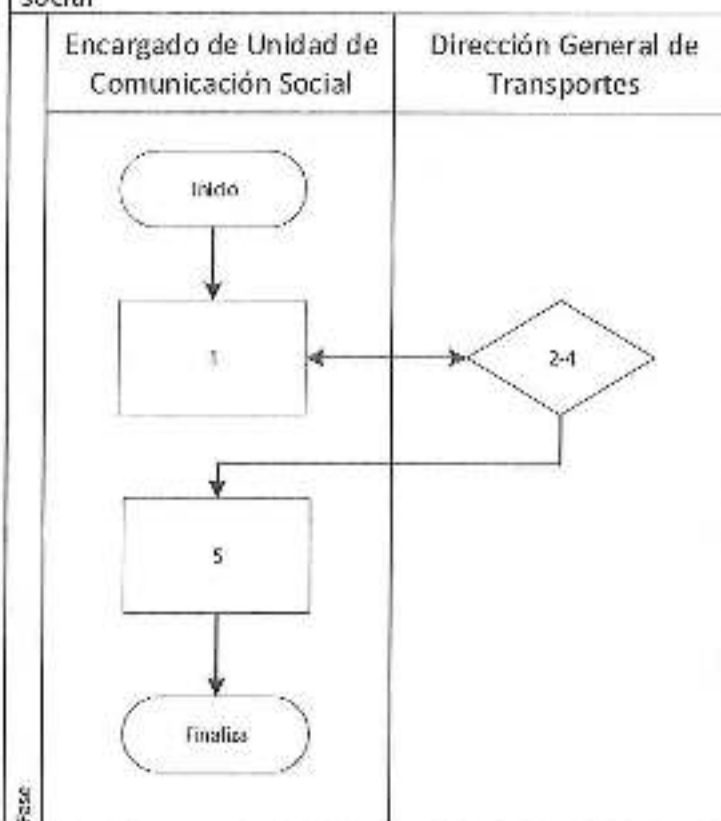 Social
Encargado de Unidad de
Comunicación Social
Dirección General de
Transportes
Inicio
1
2-4
5
Finaliza
Fase